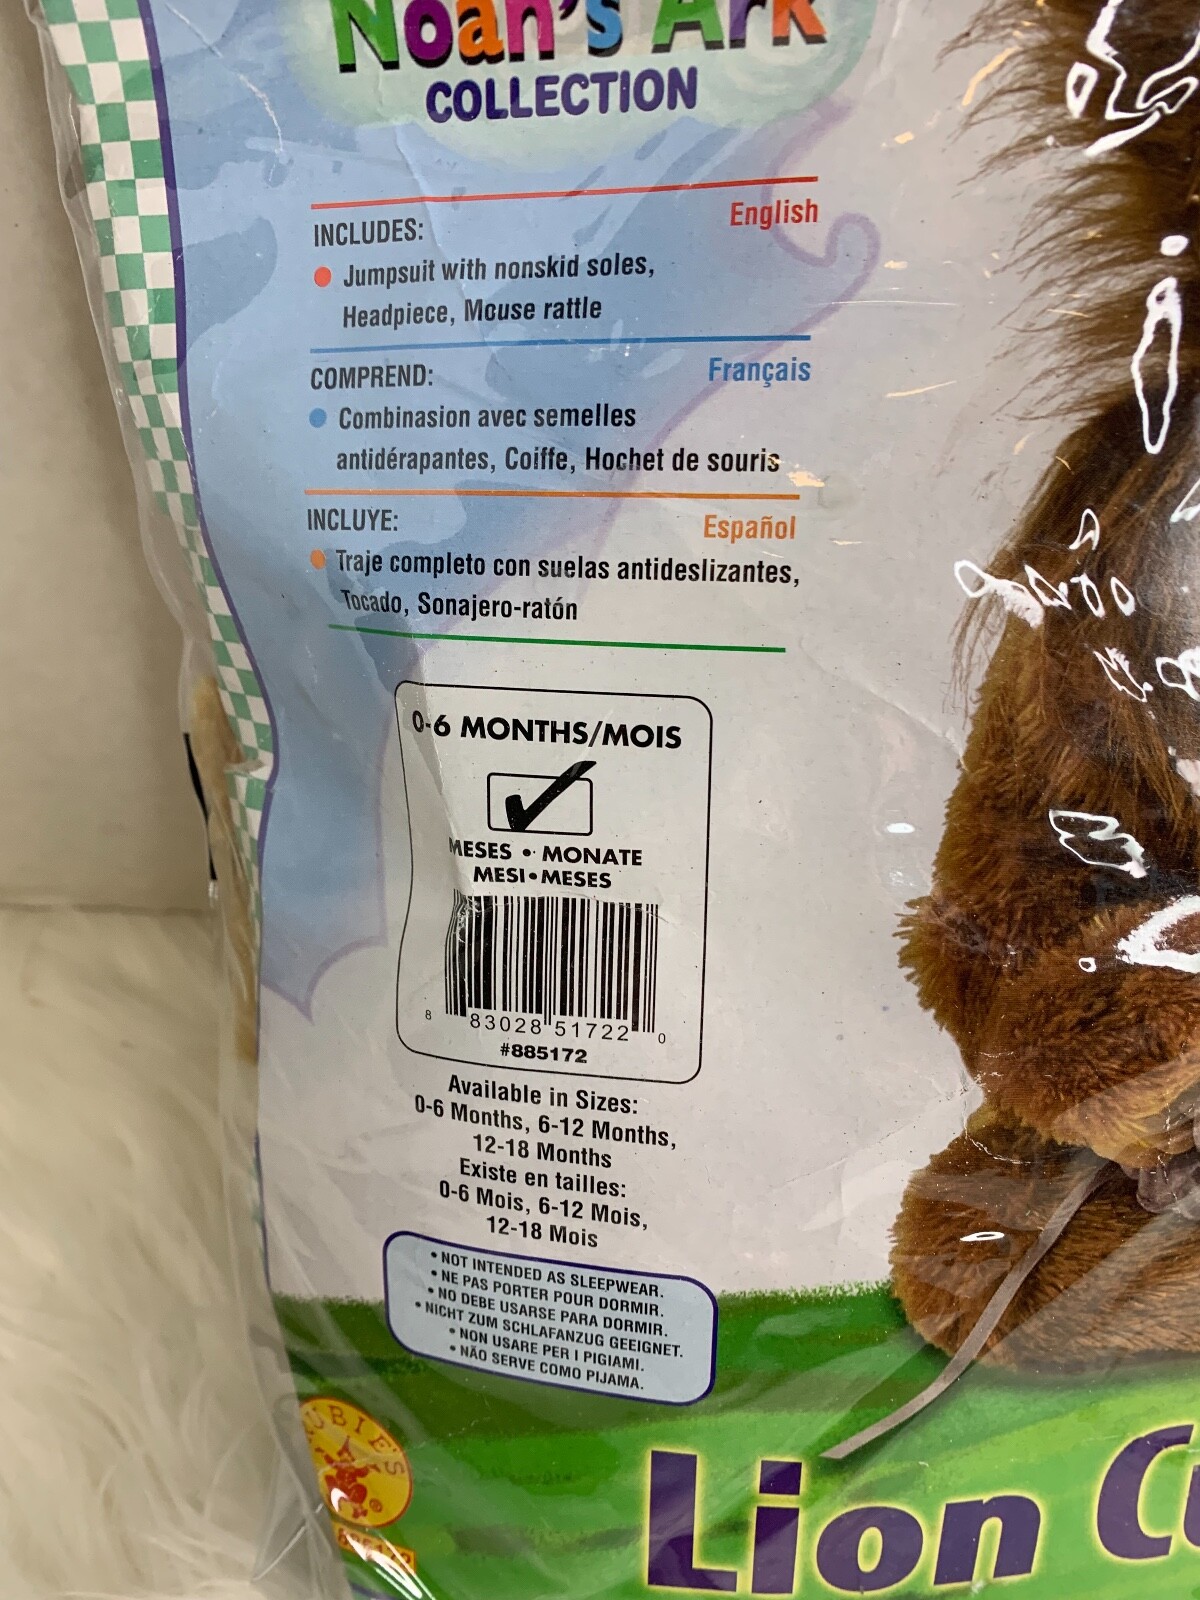 Noah's Ark
COLLECTION
English
INCLUDES:
• Jumpsuit with nonskid soles,
Headpiece, Mouse rattle
Français
COMPREND:
• Combinasion avec semelles
antidérapantes, Coiffe, Hochet de souris
Español
INCLUYE:
• Traje completo con suelas antideslizantes,
Tocado, Sonajero-ratón
0-6 MONTHS/MOIS
MESES • MONATE
MESI • MESES
8 83028 51722 0
#885172
Available in Sizes:
0-6 Months, 6-12 Months,
12-18 Months
Existe en tailles:
0-6 Mois, 6-12 Mois,
12-18 Mois
• NOT INTENDED AS SLEEPWEAR.
• NE PAS PORTER POUR DORMIR.
• NO DEBE USARSE PARA DORMIR.
• NICHT ZUM SCHLAFANZUG GEEIGNET.
• NON USARE PER I PIGIAMI.
• NÃO SERVE COMO PIJAMA.
RUBIE'S
®
Lion